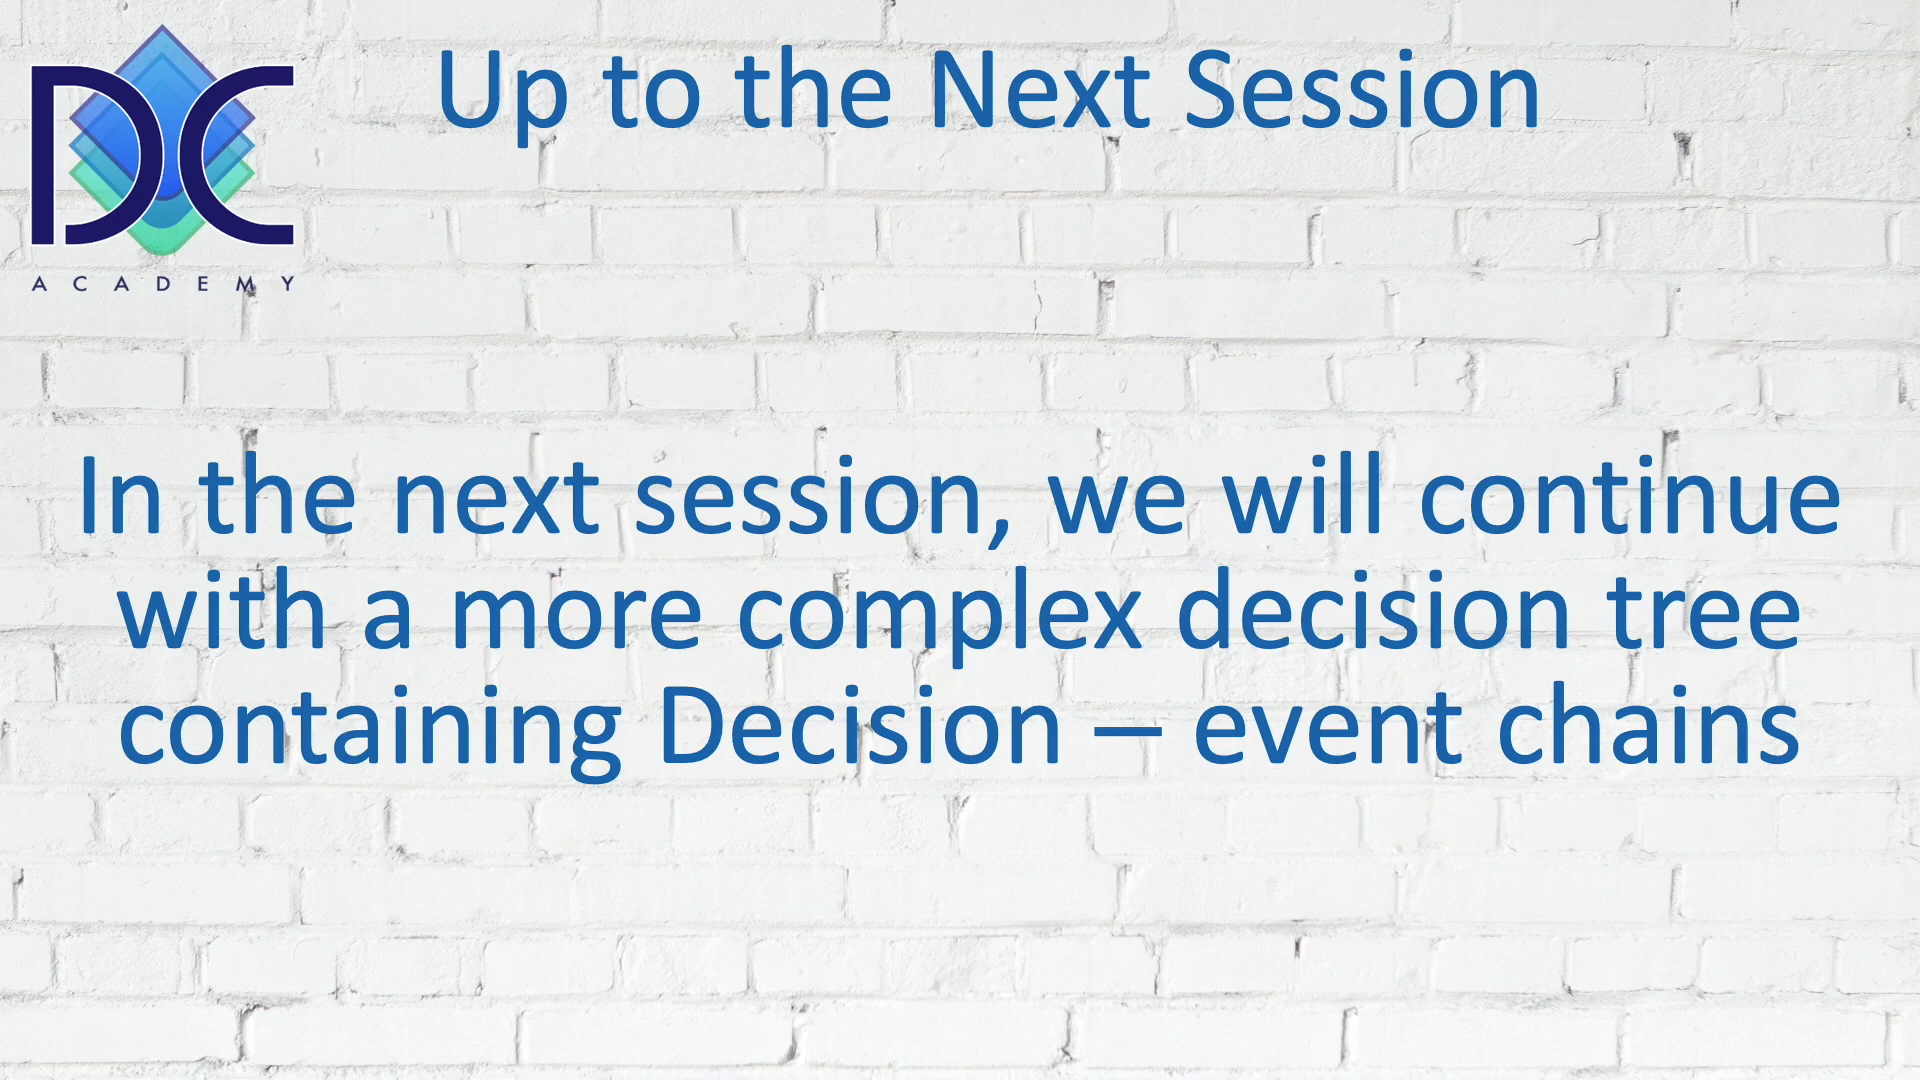 DC
ACADEMY
Up to the Next Session
In the next session, we will continue
with a more complex decision tree
containing Decision – event chains